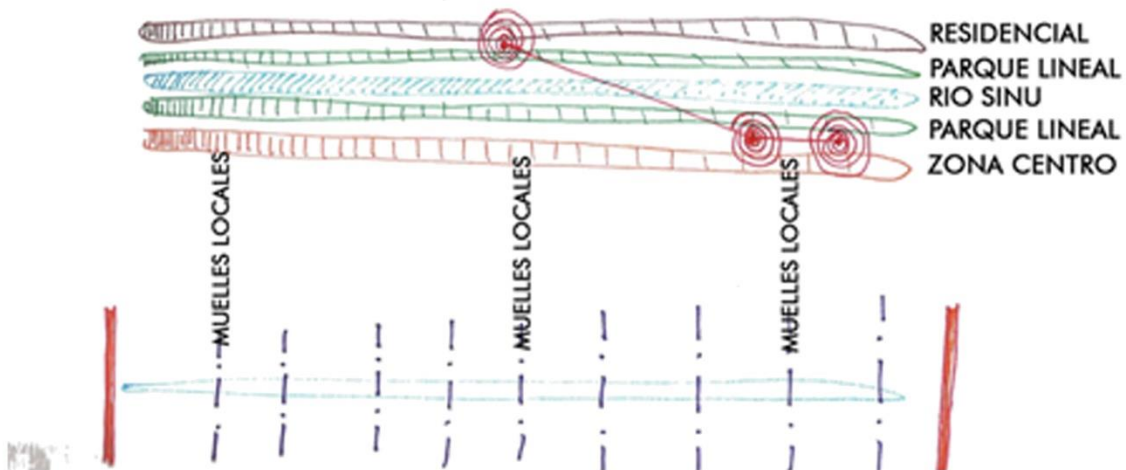 RESIDENCIAL
PARQUE LINEAL
RIO SINU
PARQUE LINEAL
ZONA CENTRO
MUELLES LOCALES
MUELLES LOCALES
MUELLES LOCALES